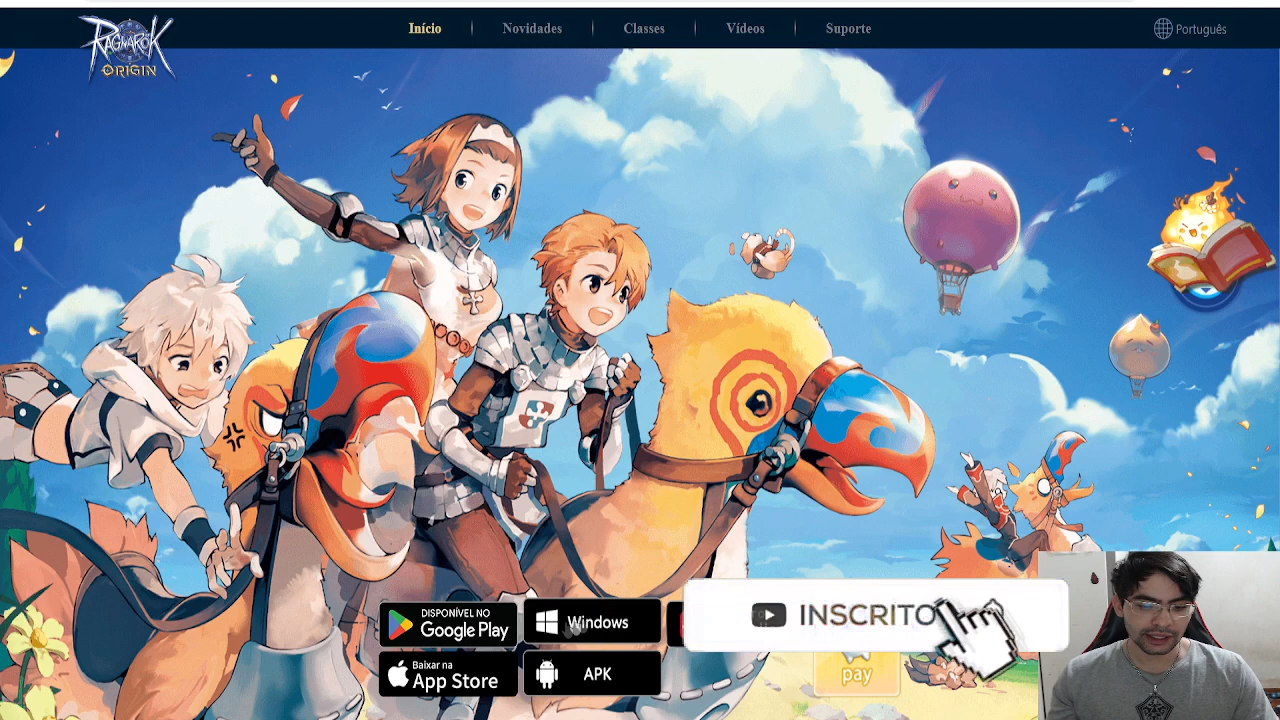 RAGNARÖK
ORIGIN
Início
Novidades
Classes
Vídeos
Suporte
Português
DISPONÍVEL NO
Google Play
Windows
Baixar na
App Store
APK
INSCRITO
pay